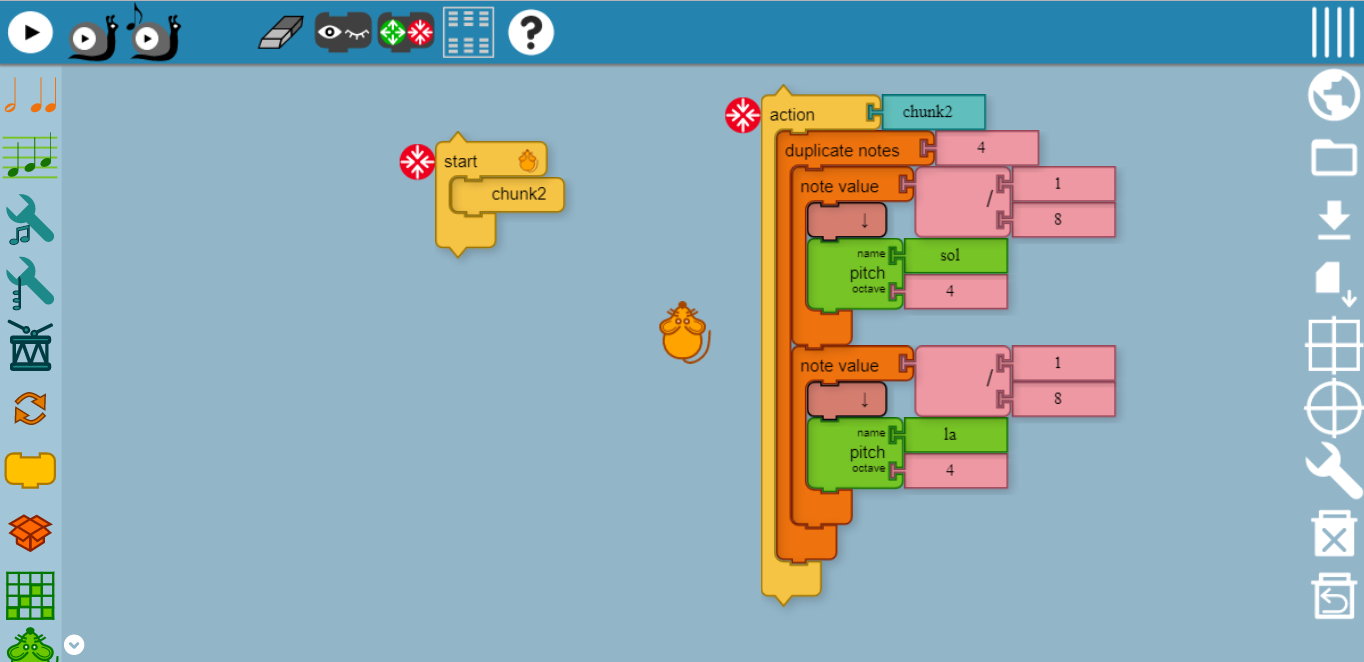 ?
start
chunk2
action chunk2
duplicate notes 4
note value / 1
8
↓
name sol
pitch
octave 4
note value / 1
8
↓
name la
pitch
octave 4